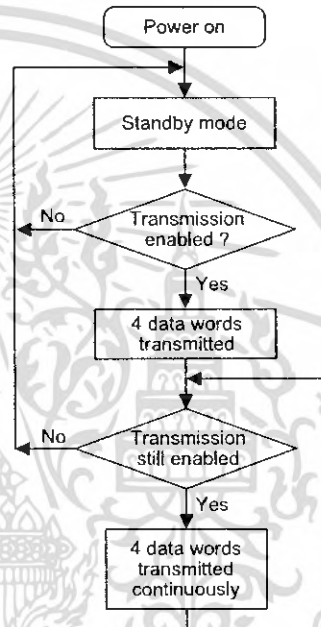 Power on
Standby mode
No
Transmission
enabled ?
Yes
4 data words
transmitted
No
Transmission
still enabled
Yes
4 data words
transmitted
continuously